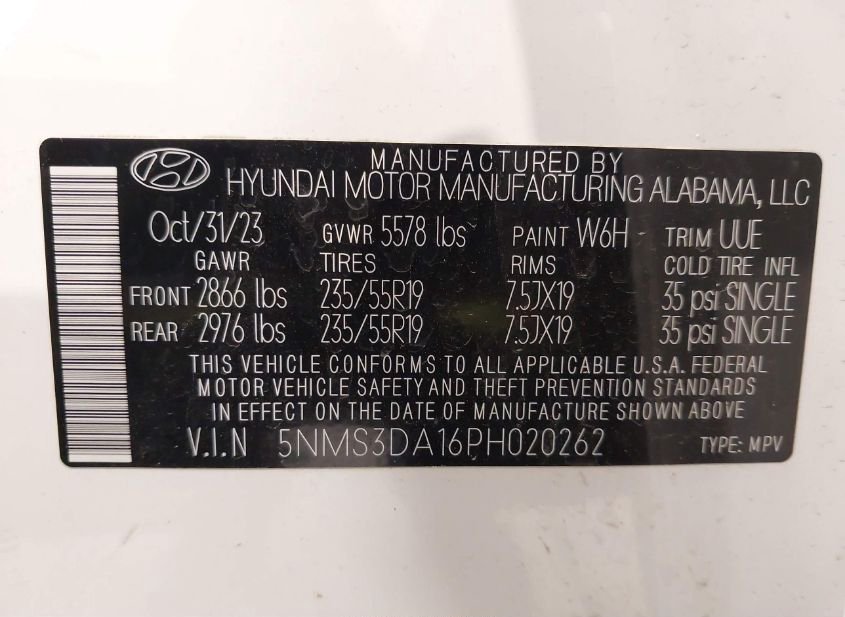 MANUFACTURED BY
HYUNDAI MOTOR MANUFACTURING ALABAMA, LLC
Oct/31/23 GVWR 5578 lbs PAINT W6H TRIM UUE
GAWR TIRES RIMS COLD TIRE INFL
FRONT 2866 lbs 235/55R19 7.5JX19 35 psi SINGLE
REAR 2976 lbs 235/55R19 7.5JX19 35 psi SINGLE
THIS VEHICLE CONFORMS TO ALL APPLICABLE U.S.A. FEDERAL
MOTOR VEHICLE SAFETY AND THEFT PREVENTION STANDARDS
IN EFFECT ON THE DATE OF MANUFACTURE SHOWN ABOVE
V.I.N 5NMS3DA16PH020262 TYPE: MPV